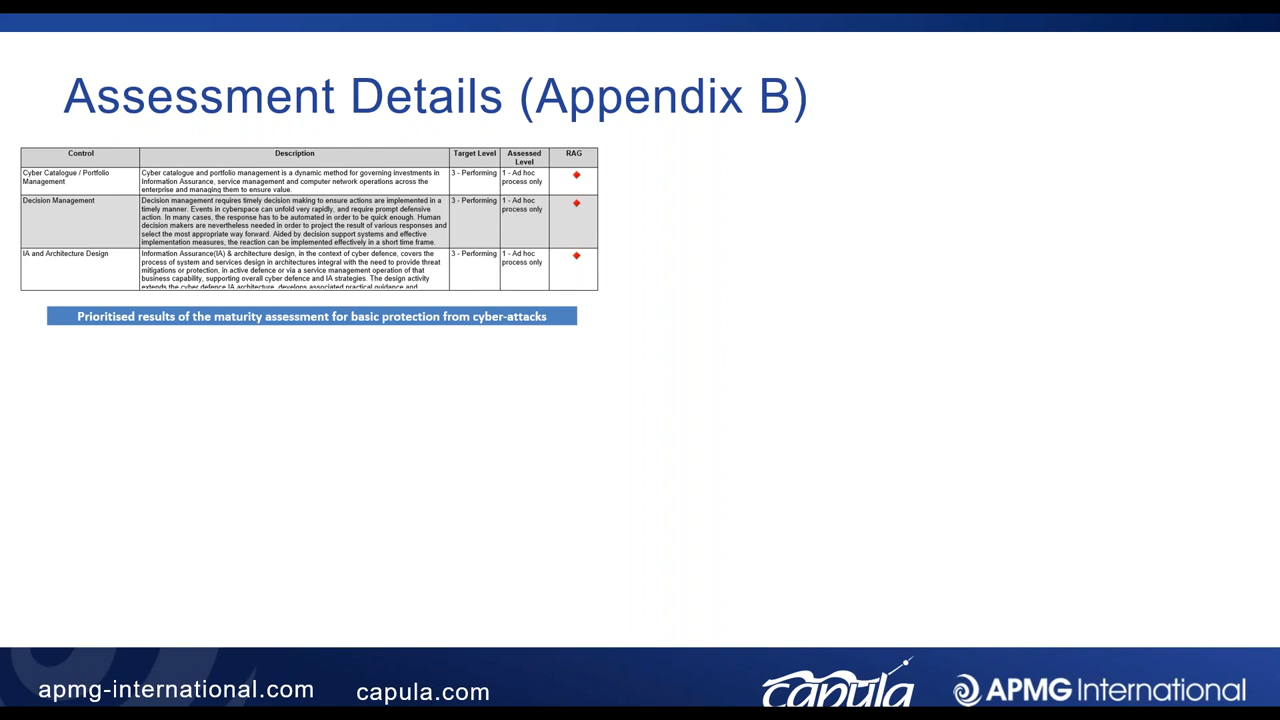 Assessment Details (Appendix B)
Control Description Target Level Assessed Level RAG
Cyber Catalogue / Portfolio
Management
Cyber catalogue and portfolio management is a dynamic method for governing investments in
Information Assurance, service management and computer network operations across the
enterprise and managing them to ensure value.
3 - Performing
1 - Ad hoc
process only
Decision Management
Decision management requires timely decision making to ensure actions are implemented in a
timely manner. Events in cyberspace can unfold very rapidly, and require prompt defensive
action. In many cases, the response has to be automated in order to be quick enough. Human
decision makers are nevertheless needed in order to project the result of various responses and
select the most appropriate way forward. Aided by decision support systems and effective
implementation measures, the reaction can be implemented effectively in a short time frame.
3 - Performing
1 - Ad hoc
process only
IA and Architecture Design
Information Assurance(IA) & architecture design, in the context of cyber defence, covers the
process of system and services design in architectures integral with the need to provide threat
mitigations or protection, in active defence or via a service management operation of that
business capability, supporting overall cyber defence and IA strategies. The design activity
extends the cyber defence IA architecture, develops associated practical guidance and
3 - Performing
1 - Ad hoc
process only
Prioritised results of the maturity assessment for basic protection from cyber-attacks
apmg-international.com
capula.com
capula
APMG International